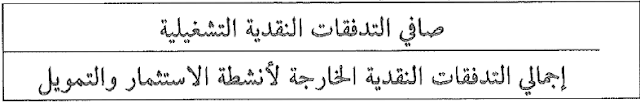 صافي التدفقات النقدية التشغيلية
إجمالي التدفقات النقدية الخارجة لأنشطة الاستثمار والتمويل